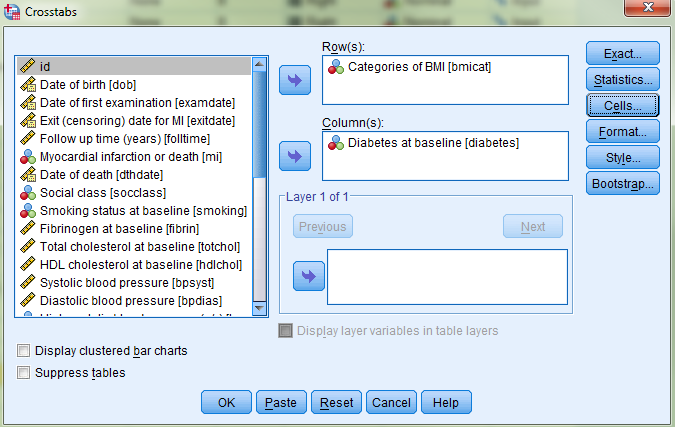 Crosstabs
id
Date of birth [dob]
Date of first examination [examdate]
Exit (censoring) date for MI [exitdate]
Follow up time (years) [folltime]
Myocardial infarction or death [mi]
Date of death [dthdate]
Social class [socclass]
Smoking status at baseline [smoking]
Fibrinogen at baseline [fibrin]
Total cholesterol at baseline [totchol]
HDL cholesterol at baseline [hdlchol]
Systolic blood pressure [bpsyst]
Diastolic blood pressure [bpdias]
Row(s):
Categories of BMI [bmicat]
Column(s):
Diabetes at baseline [diabetes]
Layer 1 of 1
Previous
Next
Display layer variables in table layers
Exact...
Statistics...
Cells...
Format...
Style...
Bootstrap...
Display clustered bar charts
Suppress tables
OK
Paste
Reset
Cancel
Help